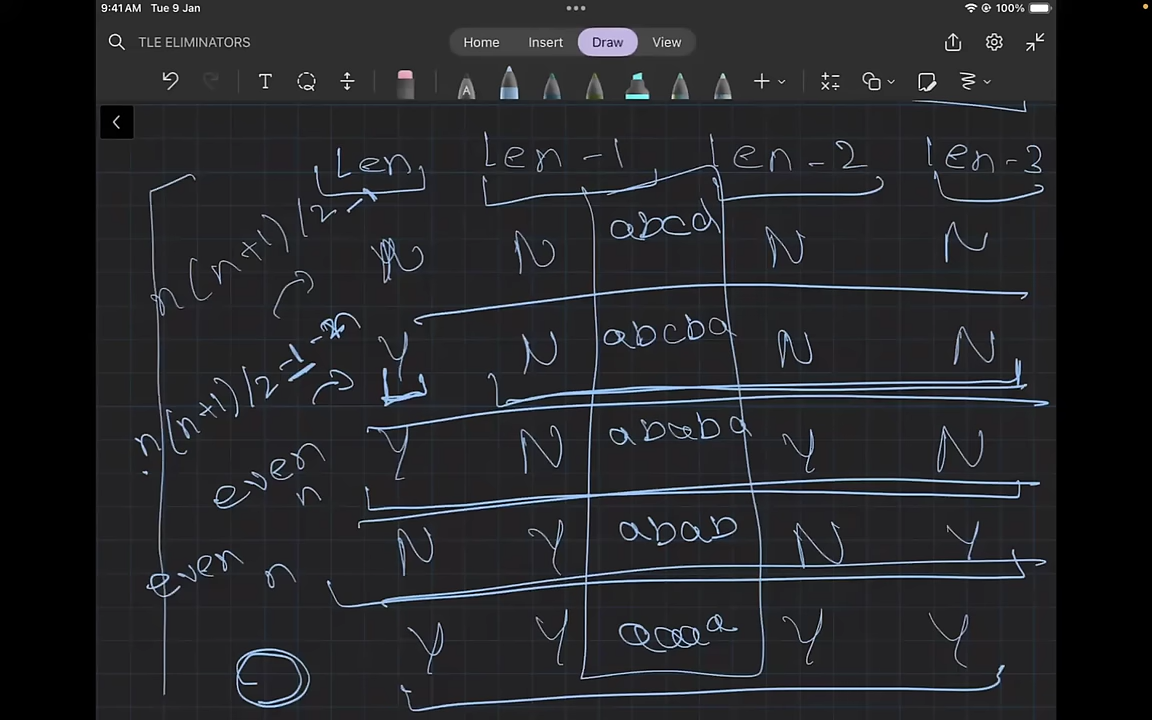 9:41 AM Tue 9 Jan
100%
TLE ELIMINATORS
Home Insert Draw View
A
Len Len -1 Len -2 Len -3
n(n+1)/2 -1 N N abcd N N
n(n+1)/2 -1 -n Y N abcba N N
even n Y N ababa Y N
even n N Y abab N Y
Y Y aaaa Y Y